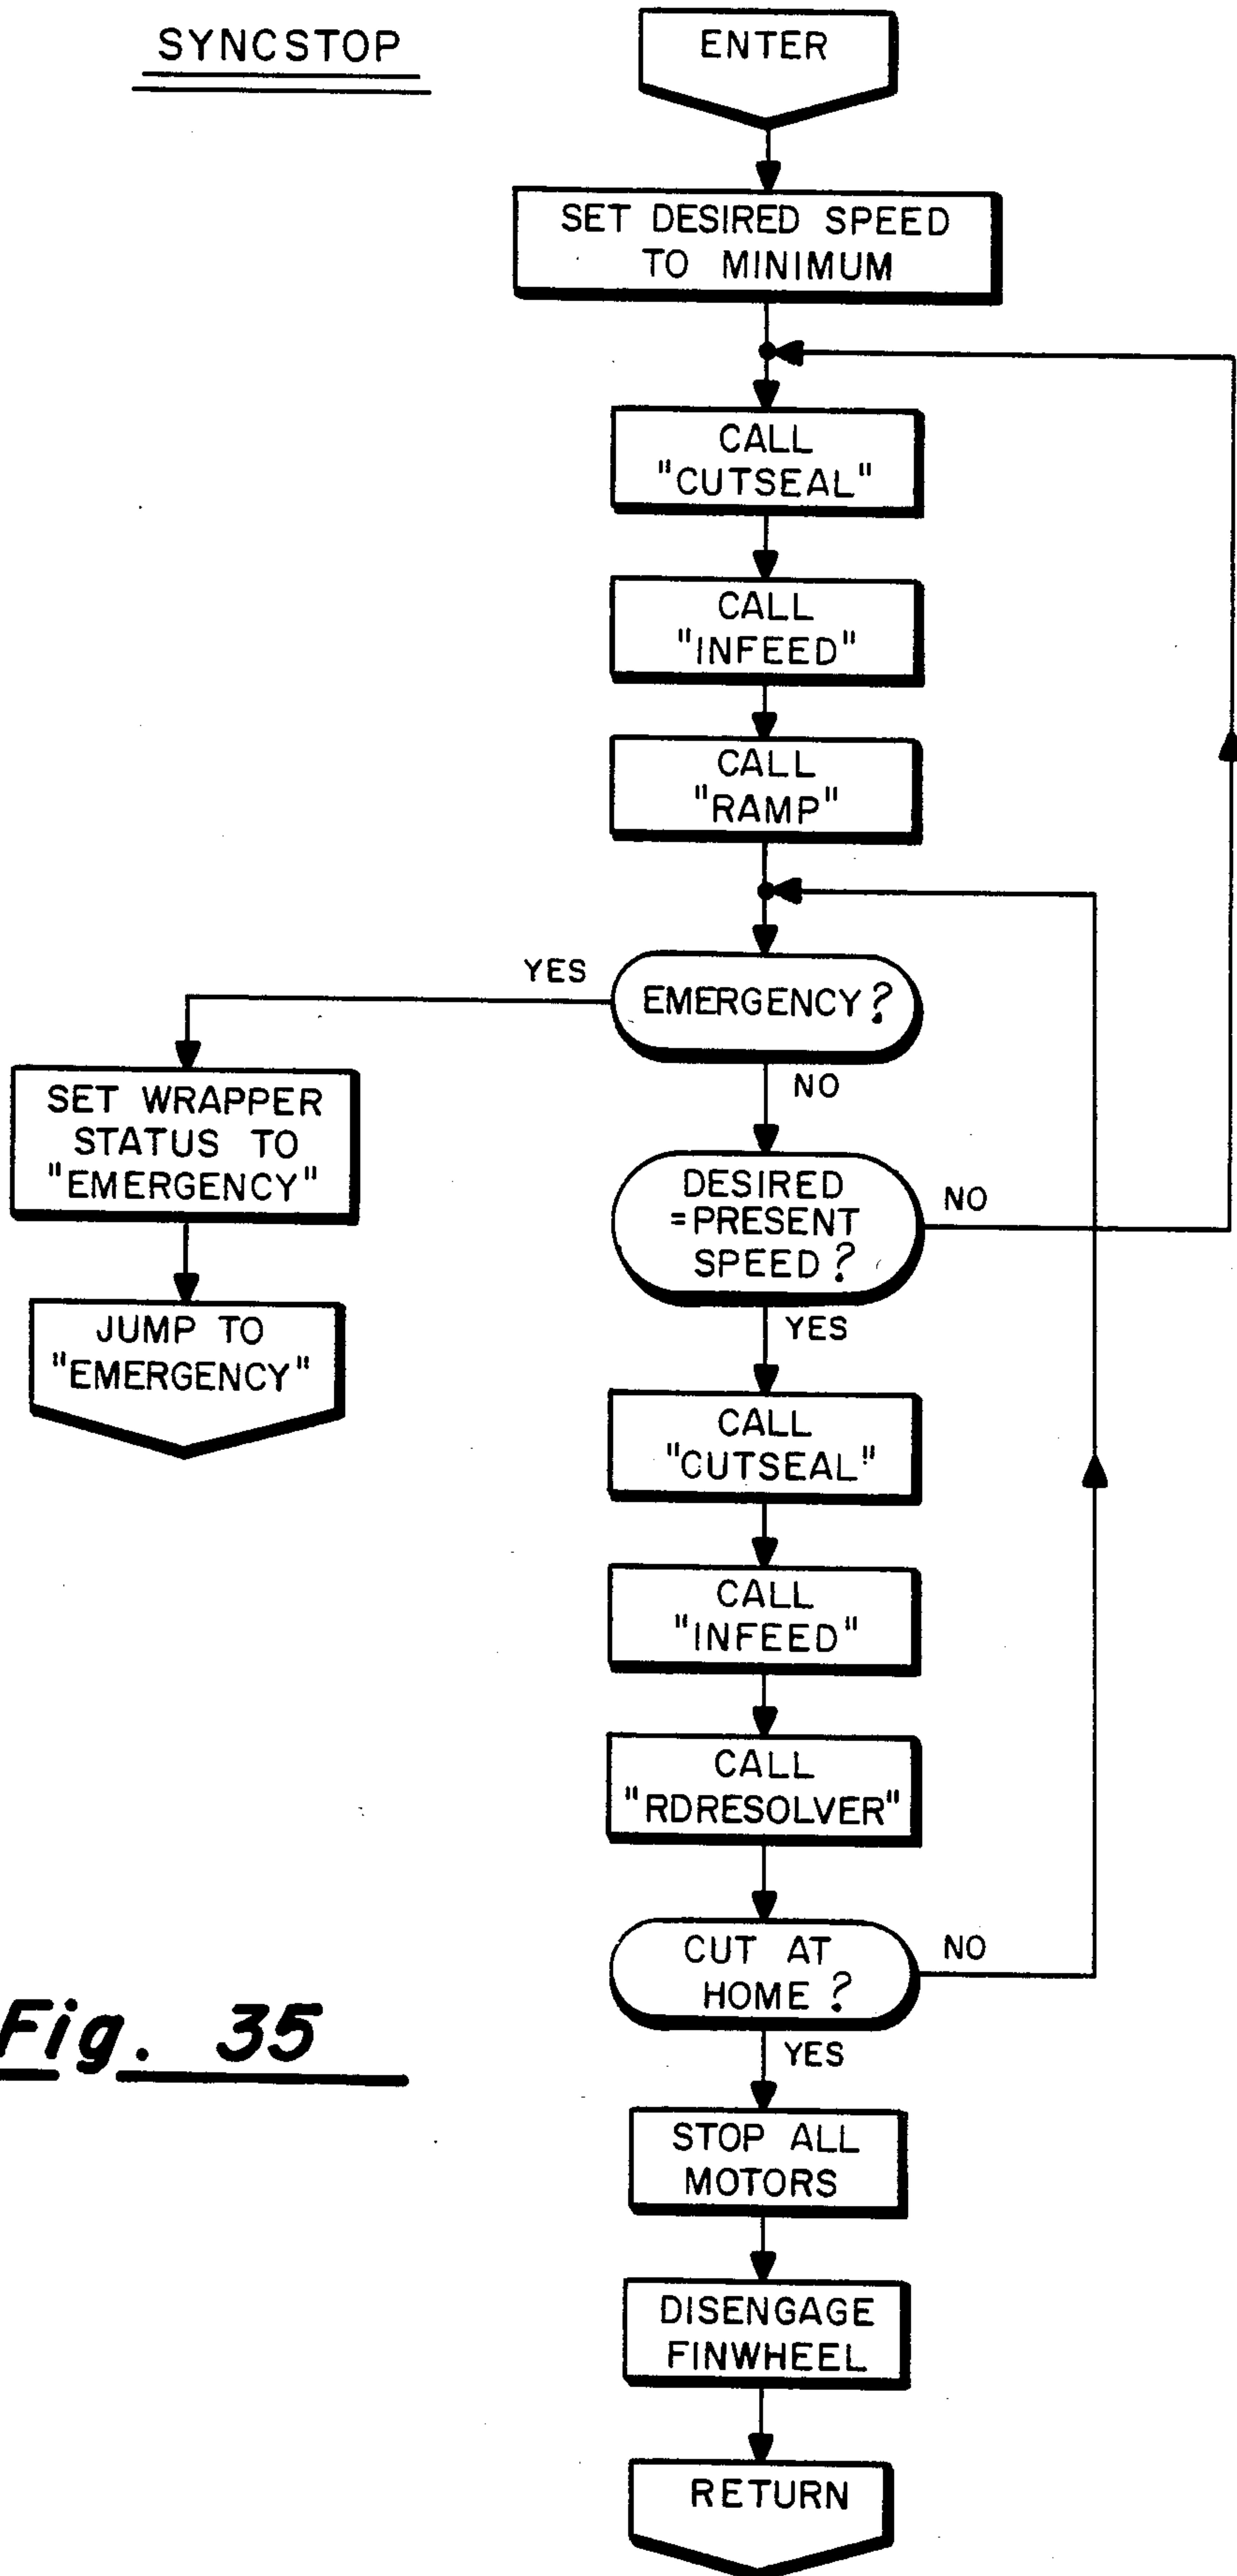 SYNCSTOP
ENTER
SET DESIRED SPEED
TO MINIMUM
CALL
"CUTSEAL"
CALL
"INFEED"
CALL
"RAMP"
YES
EMERGENCY?
NO
SET WRAPPER
STATUS TO
"EMERGENCY"
JUMP TO
"EMERGENCY"
DESIRED
=PRESENT
SPEED?
NO
YES
CALL
"CUTSEAL"
CALL
"INFEED"
CALL
"RDRESOLVER"
CUT AT
HOME?
NO
YES
STOP ALL
MOTORS
DISENGAGE
FINWHEEL
RETURN
Fig. 35